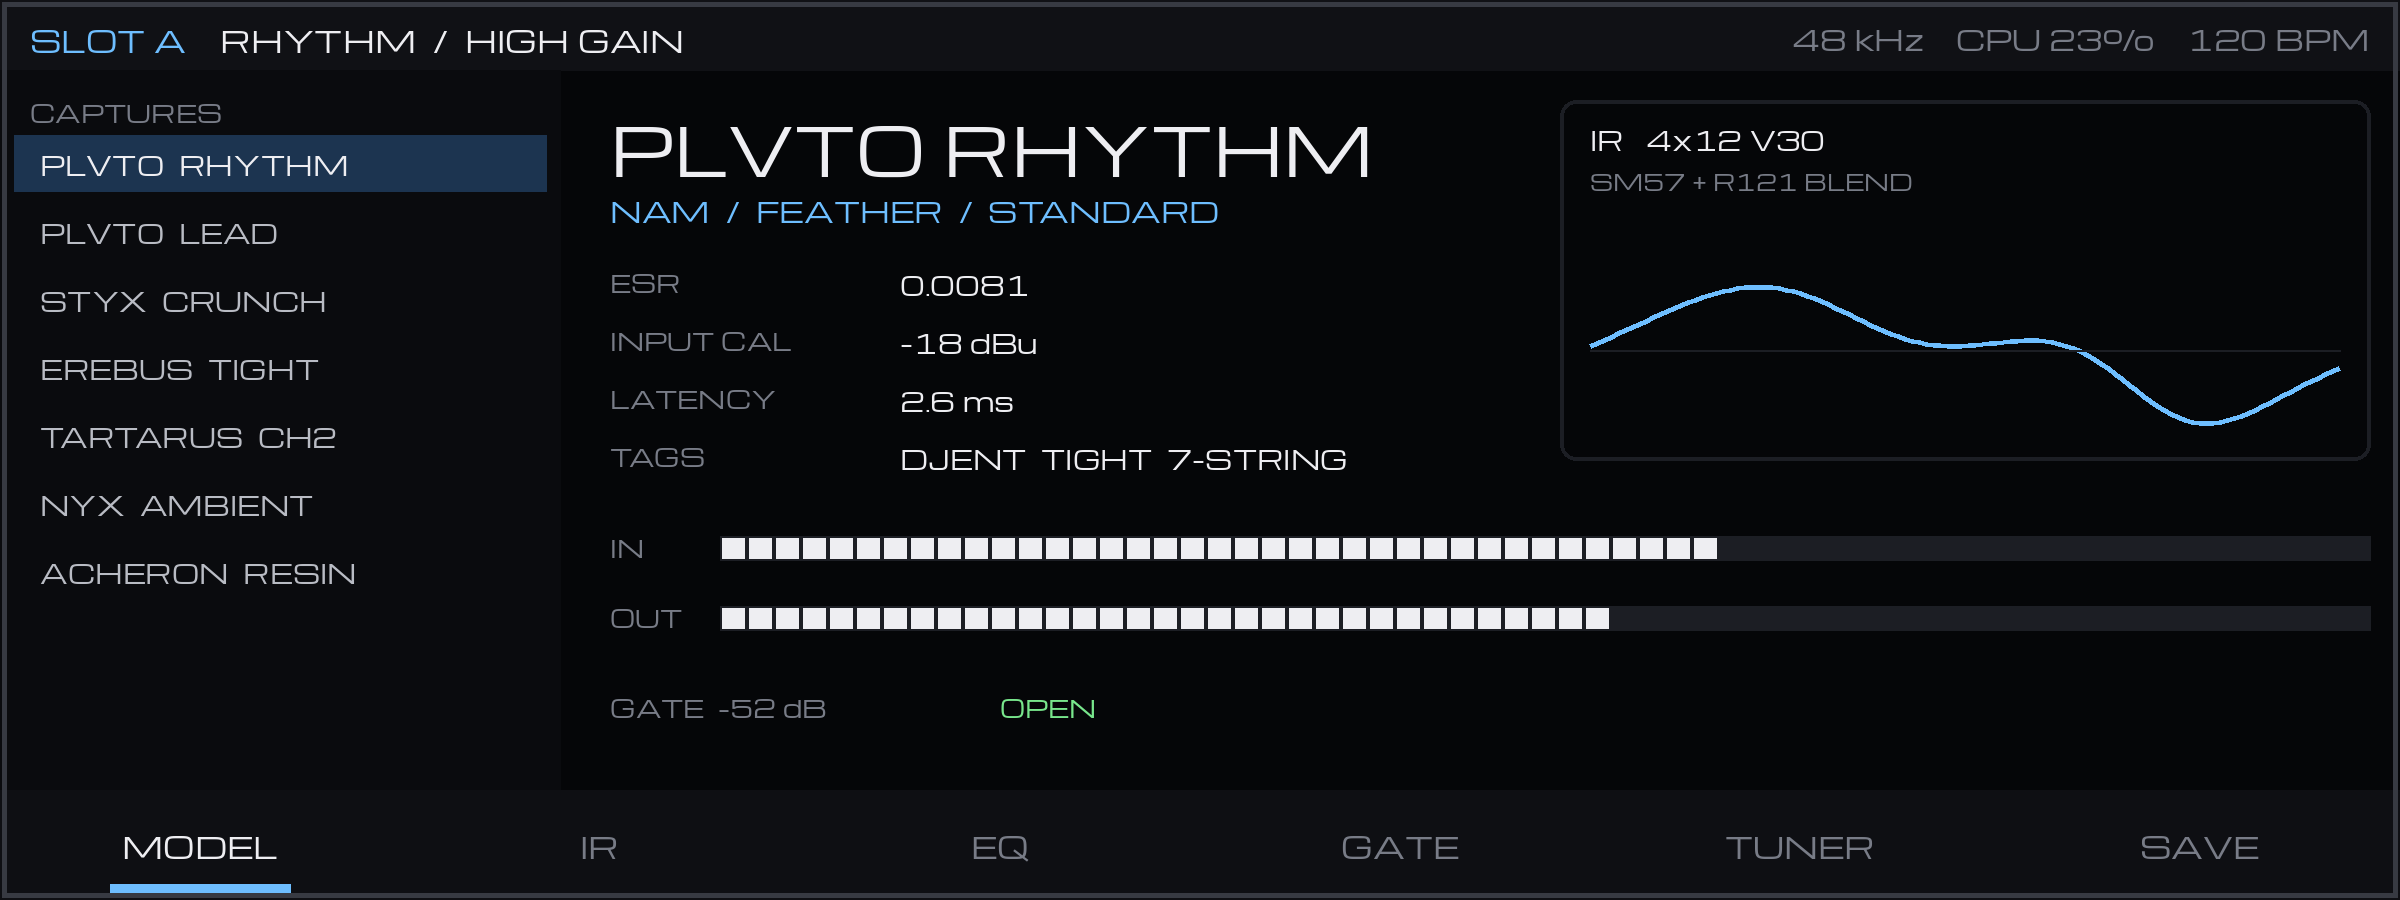 SLOT A RHYTHM / HIGH GAIN 48 kHz CPU 23% 120 BPM
CAPTURES
PLVTO RHYTHM
PLVTO LEAD
STYX CRUNCH
EREBUS TIGHT
TARTARUS CH2
NYX AMBIENT
ACHERON RESIN
PLVTO RHYTHM
NAM / FEATHER / STANDARD
ESR 0.0081
INPUT CAL -18 dBu
LATENCY 2.6 ms
TAGS DJENT TIGHT 7-STRING
IR 4x12 V30
SM57 + R121 BLEND
IN
OUT
GATE -52 dB OPEN
MODEL IR EQ GATE TUNER SAVE